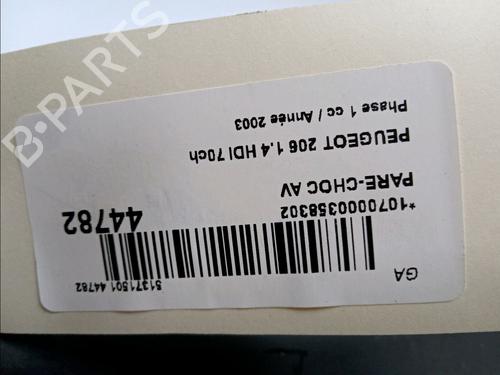 GA
51371501 44782
*1070000358302
44782
PARE-CHOC AV
PEUGEOT 206 1.4 HDI 70ch
Phase 1 cc / Année 2003
B-PARTS